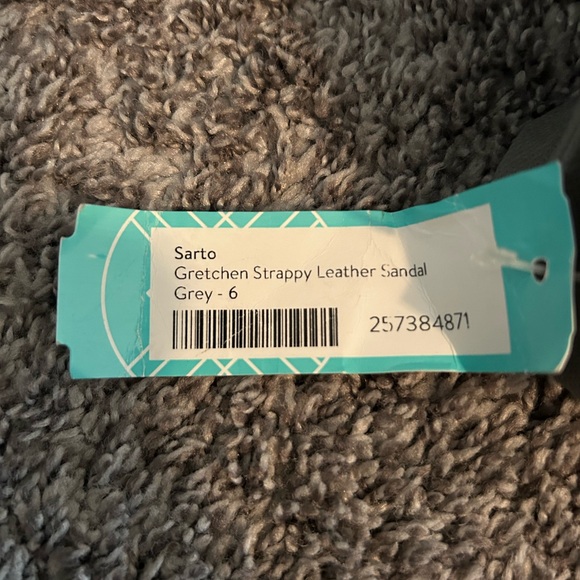 Sarto
Gretchen Strappy Leather Sandal
Grey - 6
257384871